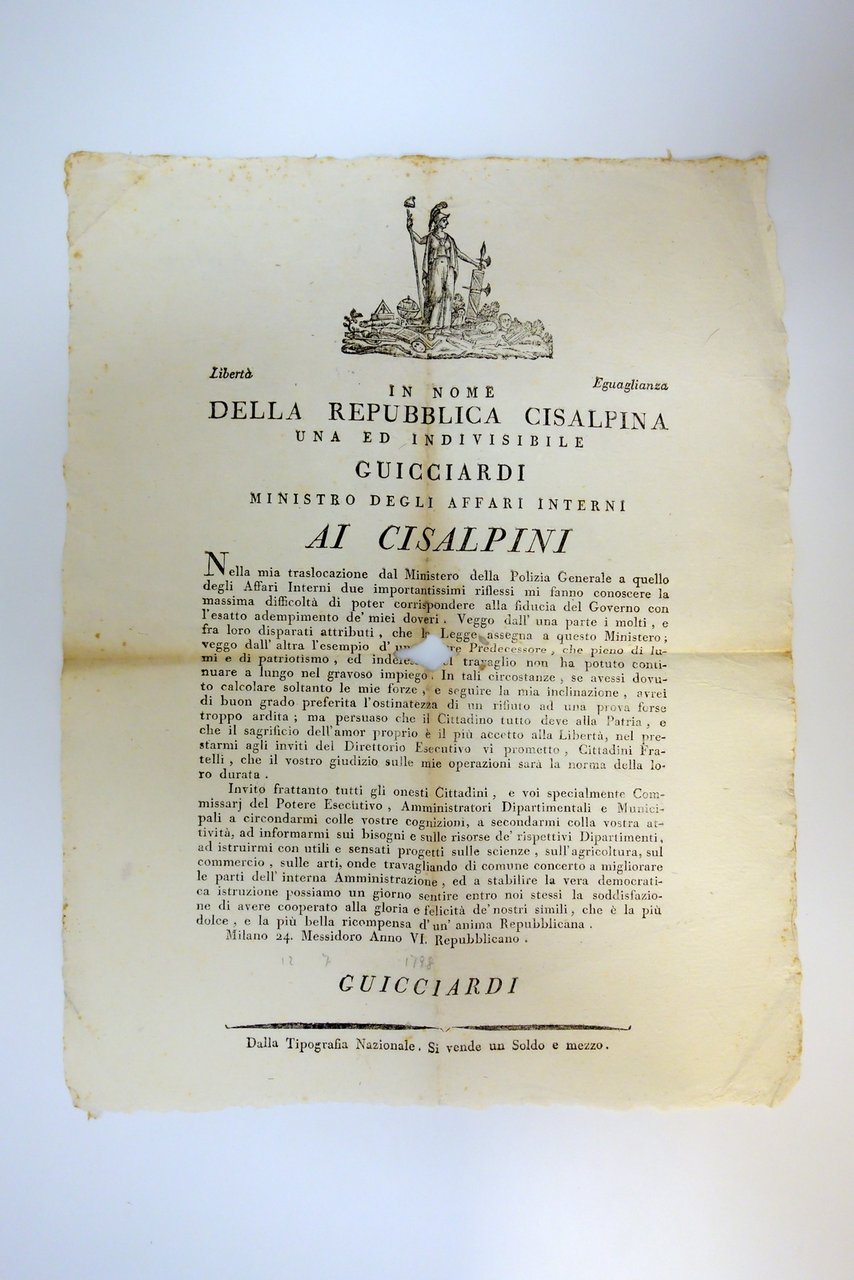 Libertà
Eguaglianza
IN NOME
DELLA REPUBBLICA CISALPINA
UNA ED INDIVISIBILE
GUICCIARDI
MINISTRO DEGLI AFFARI INTERNI
AI CISALPINI
Nella mia traslocazione dal Ministero della Polizia Generale a quello
degli Affari Interni due importantissimi riflessi mi fanno conoscere la
massima difficoltà di poter corrispondere alla fiducia del Governo con
l'esatto adempimento de' miei doveri. Veggo dall' una parte i molti, e
fra loro disparati attributi, che la Legge assegna a questo Ministero;
veggo dall' altra l'esempio d' Predecessore, che pieno di lu-
mi e di patriotismo, ed travaglio non ha potuto conti-
nuare a lungo nel gravoso impiego. In tali circostanze, se avessi dovu-
to calcolare soltanto le mie forze, e seguire la mia inclinazione, avrei
di buon grado preferita l'ostinatezza di un rifiuto ad una prova forse
troppo ardita; ma persuaso che il Cittadino tutto deve alla Patria, e
che il sagrificio dell'amor proprio è il più accetto alla Libertà, nel pre-
starmi agli inviti del Direttorio Esecutivo vi prometto, Cittadini Fra-
telli, che il vostro giudizio sulle mie operazioni sarà la norma della lo-
ro durata.
Invito frattanto tutti gli onesti Cittadini, e voi specialmente Com-
missarj del Potere Esecutivo, Amministratori Dipartimentali e Munici-
pali a circondarmi colle vostre cognizioni, a secondarmi colla vostra at-
tività, ad informarmi sui bisogni e sulle risorse de' rispettivi Dipartimenti,
ad istruirmi con utili e sensati progetti sulle scienze, sull'agricoltura, sul
commercio, sulle arti, onde travagliando di comune concerto a migliorare
le parti dell' interna Amministrazione, ed a stabilire la vera democrati-
ca istruzione possiamo un giorno sentire entro noi stessi la soddisfazio-
ne di avere cooperato alla gloria e felicità de' nostri simili, che è la più
dolce, e la più bella ricompensa d'un' anima Repubblicana.
Milano 24. Messidoro Anno VI. Repubblicano.
12 7 1798
GUICCIARDI
Dalla Tipografia Nazionale. Si vende un Soldo e mezzo.